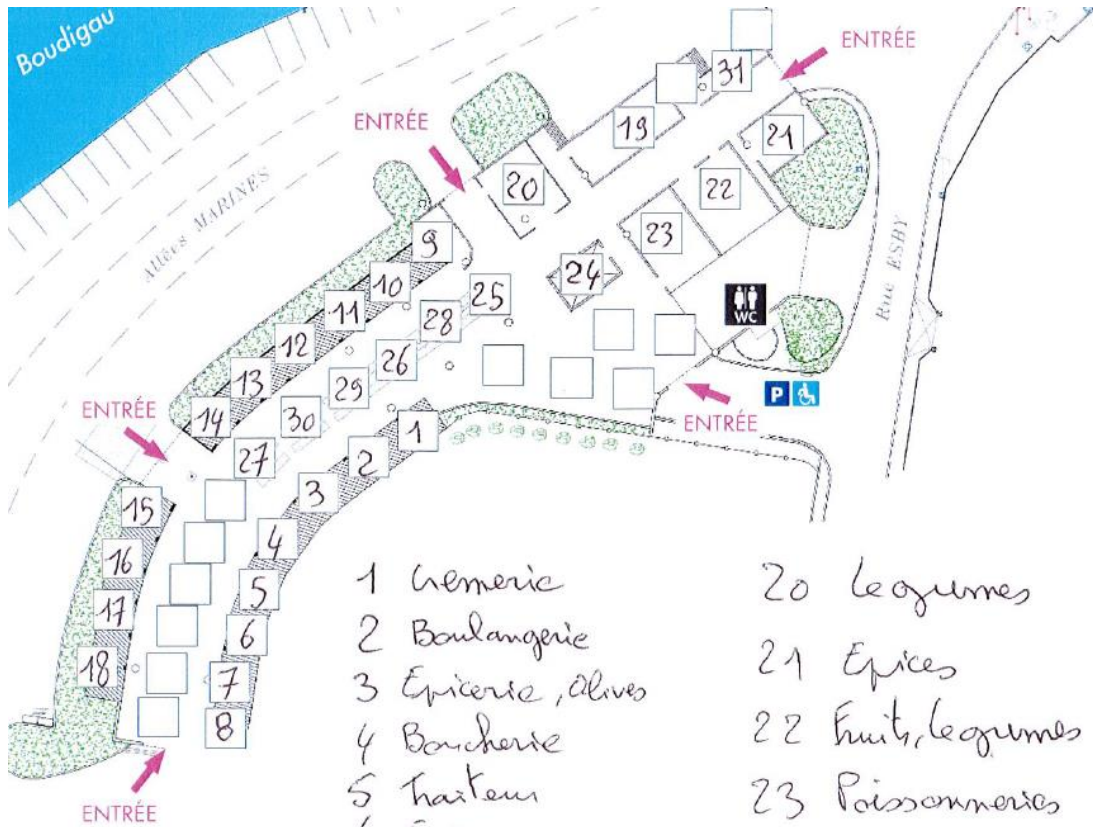 Boudigau
Allées MARINES
ENTRÉE
ENTRÉE
31
19
21
20
22
23
24
9
10
11
12
13
14
25
28
26
29
30
27
1
2
3
4
5
6
7
8
15
16
17
18
WC
P
ENTRÉE
ENTRÉE
ENTRÉE
Rue ESBY
1 Cremerie
2 Boulangerie
3 Epicerie, Olives
4 Boucherie
5 Traiteur
20 Legumes
21 Epices
22 Fruits, legumes
23 Poissonneries